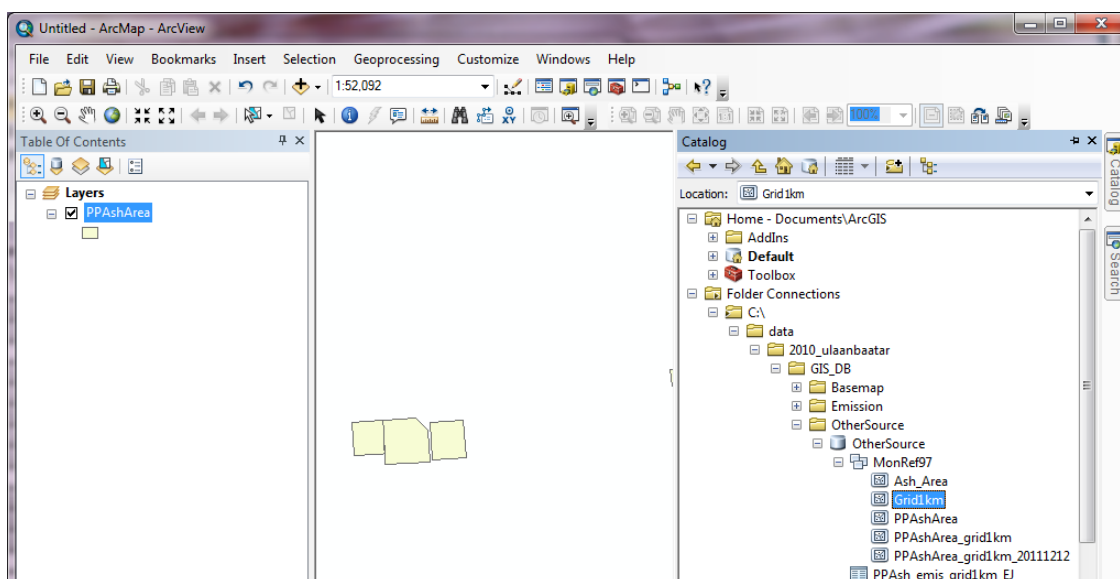 Untitled - ArcMap - ArcView
File Edit View Bookmarks Insert Selection Geoprocessing Customize Windows Help
1:52,092
100%
Table Of Contents
Layers
PPAshArea
Catalog
Location: Grid1km
Home - Documents\ArcGIS
AddIns
Default
Toolbox
Folder Connections
C:\
data
2010_ulaanbaatar
GIS_DB
Basemap
Emission
OtherSource
OtherSource
MonRef97
Ash_Area
Grid1km
PPAshArea
PPAshArea_grid1km
PPAshArea_grid1km_20111212
PPAsh_emis_grid1km_EJ
Catalog
Search